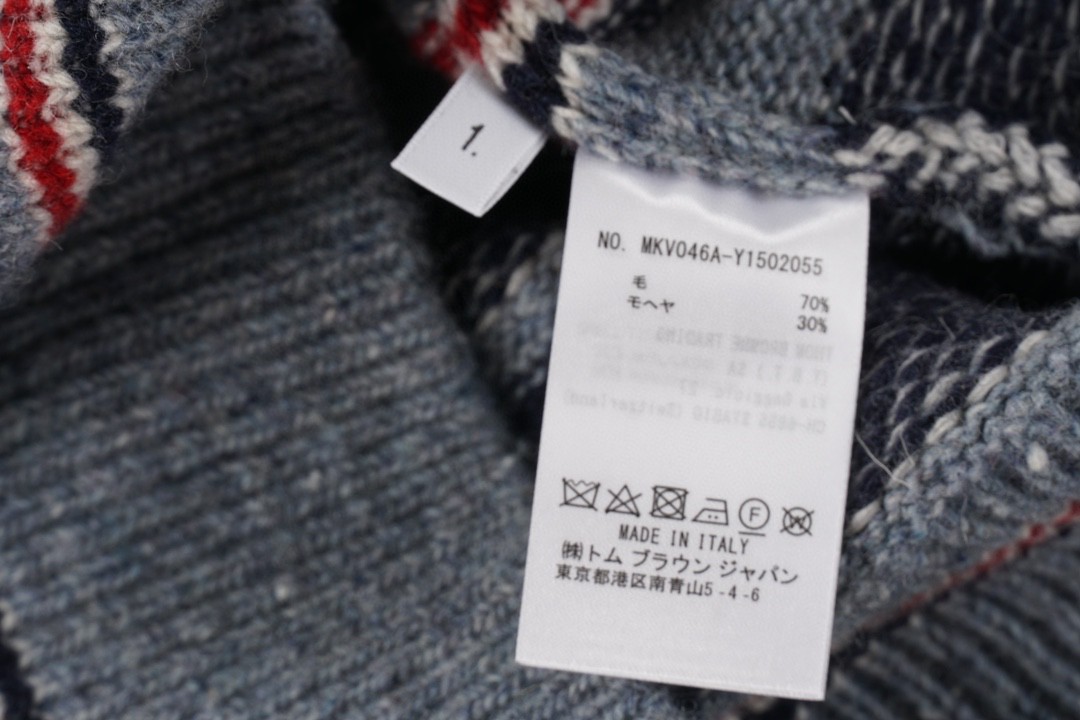 1.
NO. MKV046A-Y1502055
毛 70%
モヘヤ 30%
F
W
MADE IN ITALY
㈱トム ブラウン ジャパン
東京都港区南青山5-4-6